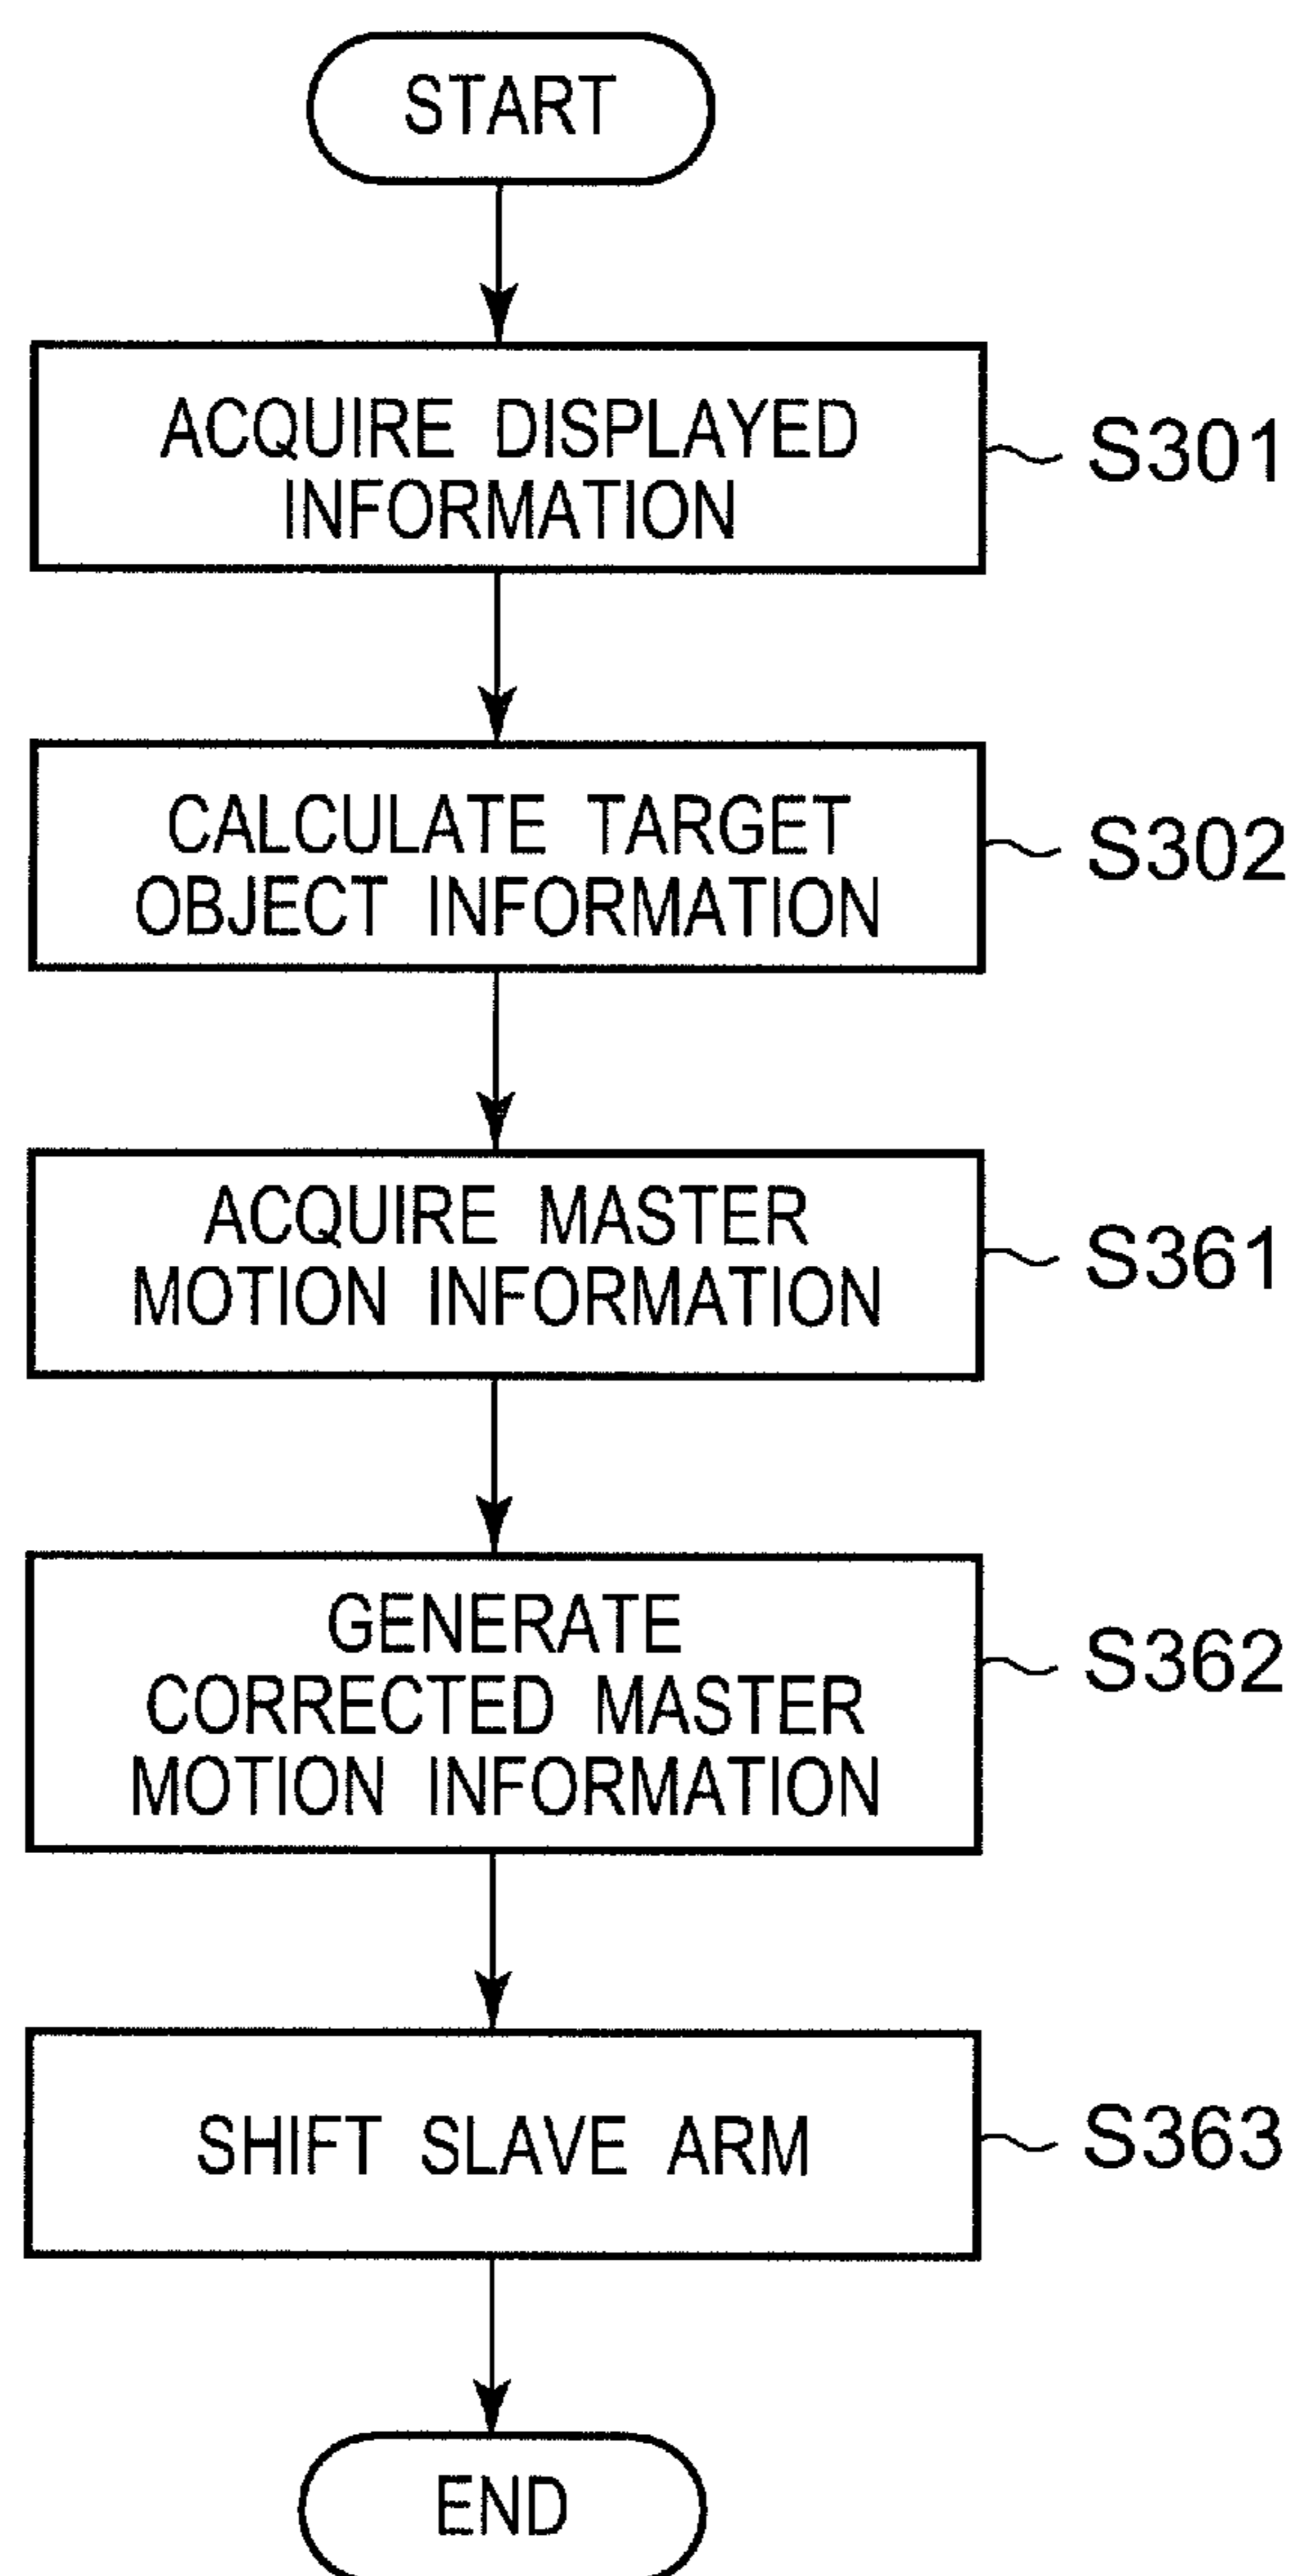 START
ACQUIRE DISPLAYED
INFORMATION
S301
CALCULATE TARGET
OBJECT INFORMATION
S302
ACQUIRE MASTER
MOTION INFORMATION
S361
GENERATE
CORRECTED MASTER
MOTION INFORMATION
S362
SHIFT SLAVE ARM
S363
END